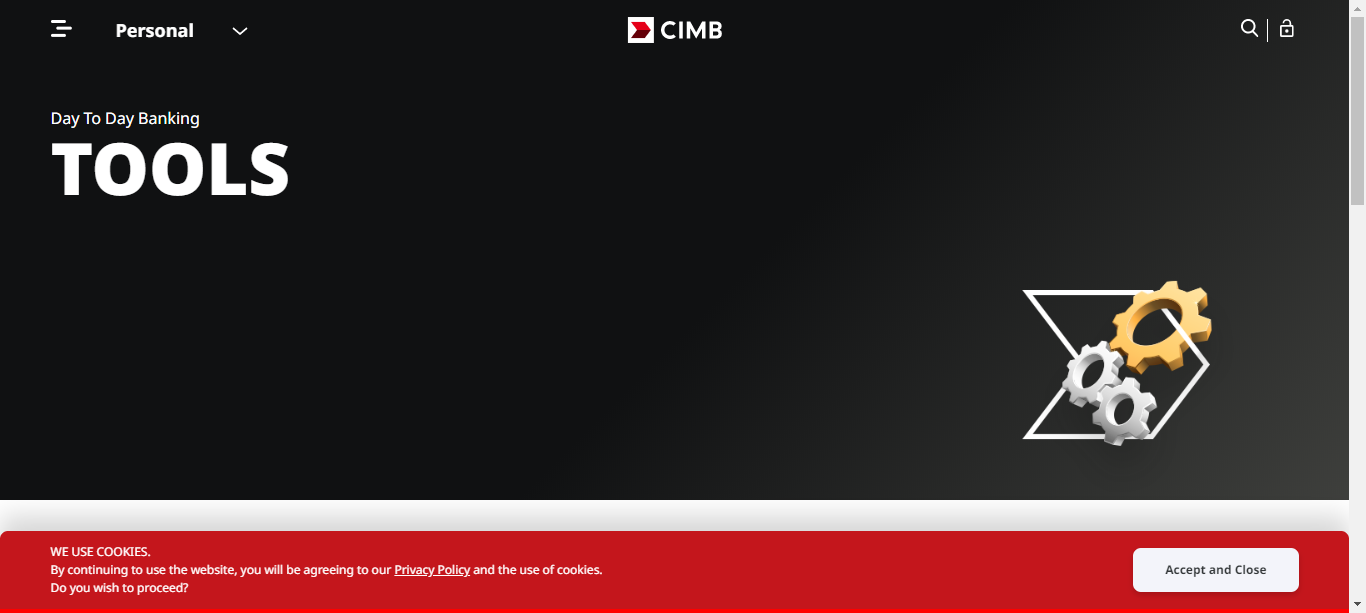 Personal
CIMB
Day To Day Banking
TOOLS
WE USE COOKIES.
By continuing to use the website, you will be agreeing to our Privacy Policy and the use of cookies.
Do you wish to proceed?
Accept and Close